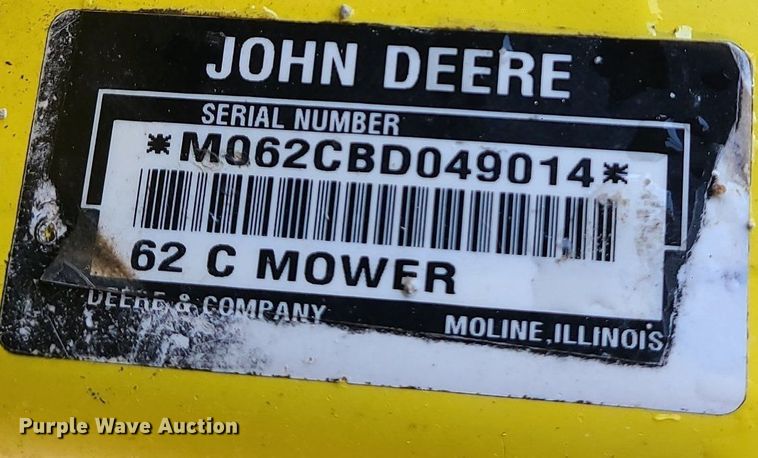 JOHN DEERE
SERIAL NUMBER
*M062CBD049014*
62 C MOWER
DEERE & COMPANY
MOLINE, ILLINOIS
Purple Wave Auction